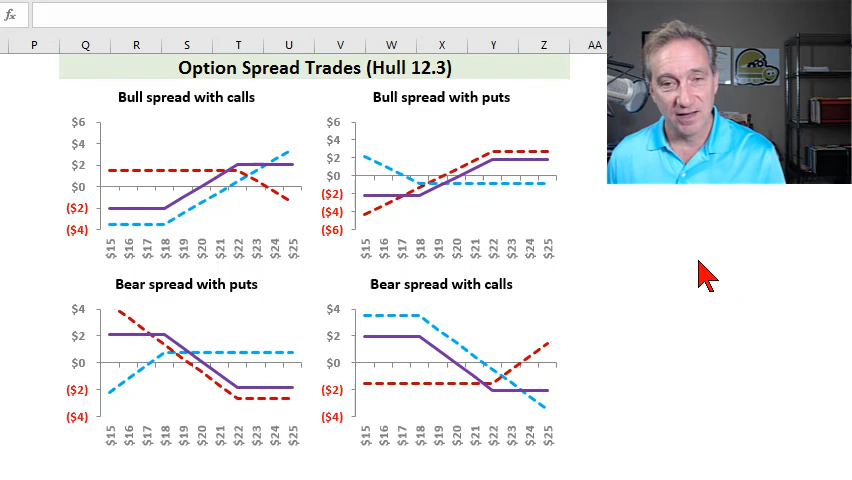 fx
P Q R S T U V W X Y Z AA
Option Spread Trades (Hull 12.3)
Bull spread with calls
$6
$4
$2
$0
($2)
($4)
$15 $16 $17 $18 $19 $20 $21 $22 $23 $24 $25
Bull spread with puts
$6
$4
$2
$0
($2)
($4)
($6)
$15 $16 $17 $18 $19 $20 $21 $22 $23 $24 $25
Bear spread with puts
$4
$2
$0
($2)
($4)
$15 $16 $17 $18 $19 $20 $21 $22 $23 $24 $25
Bear spread with calls
$4
$2
$0
($2)
($4)
$15 $16 $17 $18 $19 $20 $21 $22 $23 $24 $25